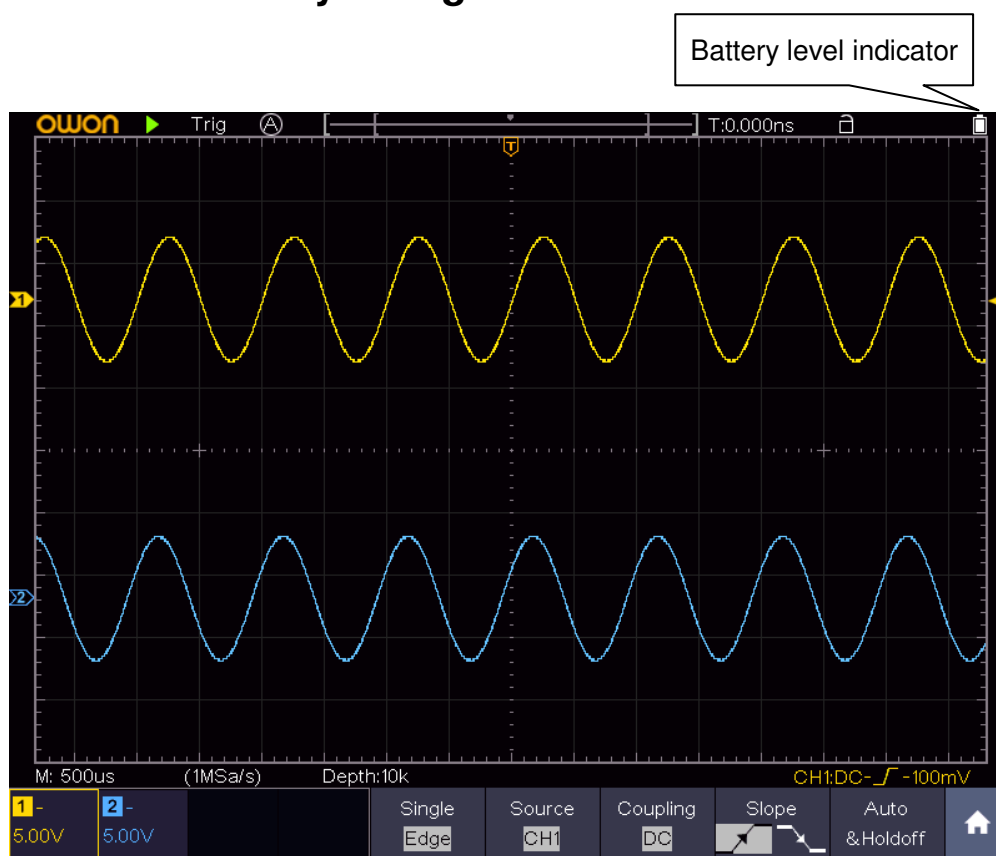 Battery level indicator
OWON Trig A T:0.000ns
T
1
2
M: 500us (1MSa/s) Depth:10k CH1:DC- -100mV
1 - 2 - Single Source Coupling Slope Auto
5.00V 5.00V Edge CH1 DC &Holdoff